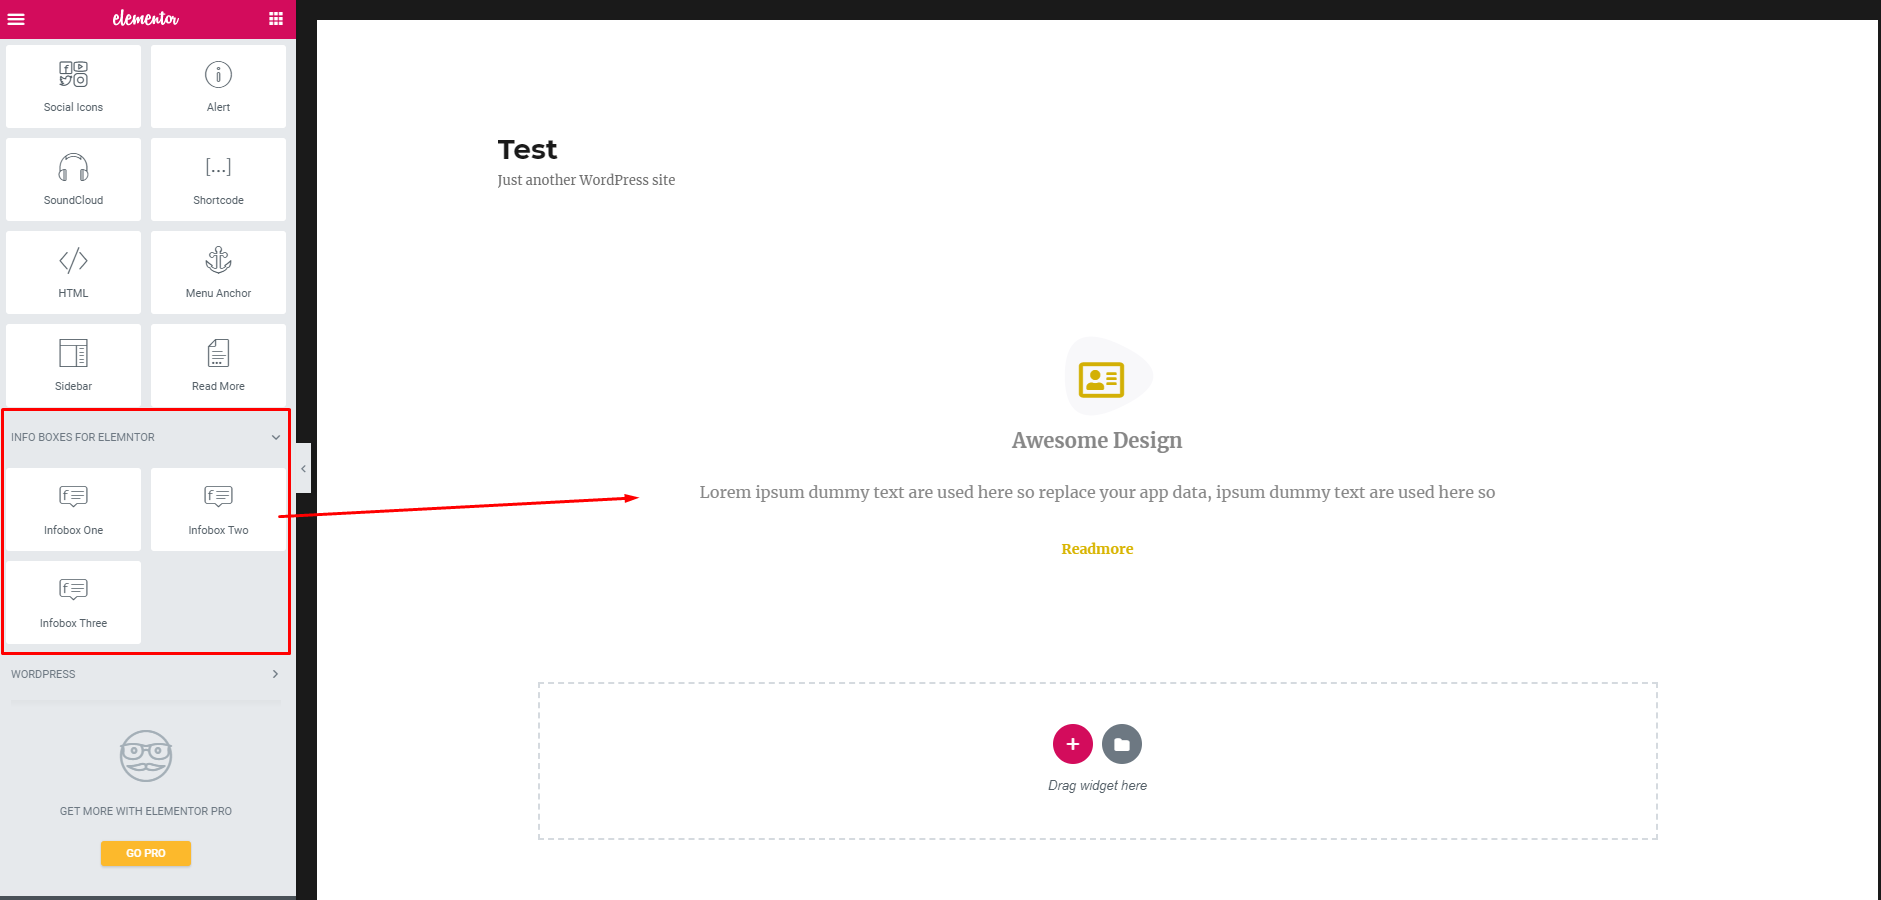 elementor
Social Icons
Alert
SoundCloud
[...]
Shortcode
HTML
Menu Anchor
Sidebar
Read More
INFO BOXES FOR ELEMNTOR
Infobox One
Infobox Two
Infobox Three
WORDPRESS
GET MORE WITH ELEMENTOR PRO
GO PRO
Test
Just another WordPress site
Awesome Design
Lorem ipsum dummy text are used here so replace your app data, ipsum dummy text are used here so
Readmore
Drag widget here